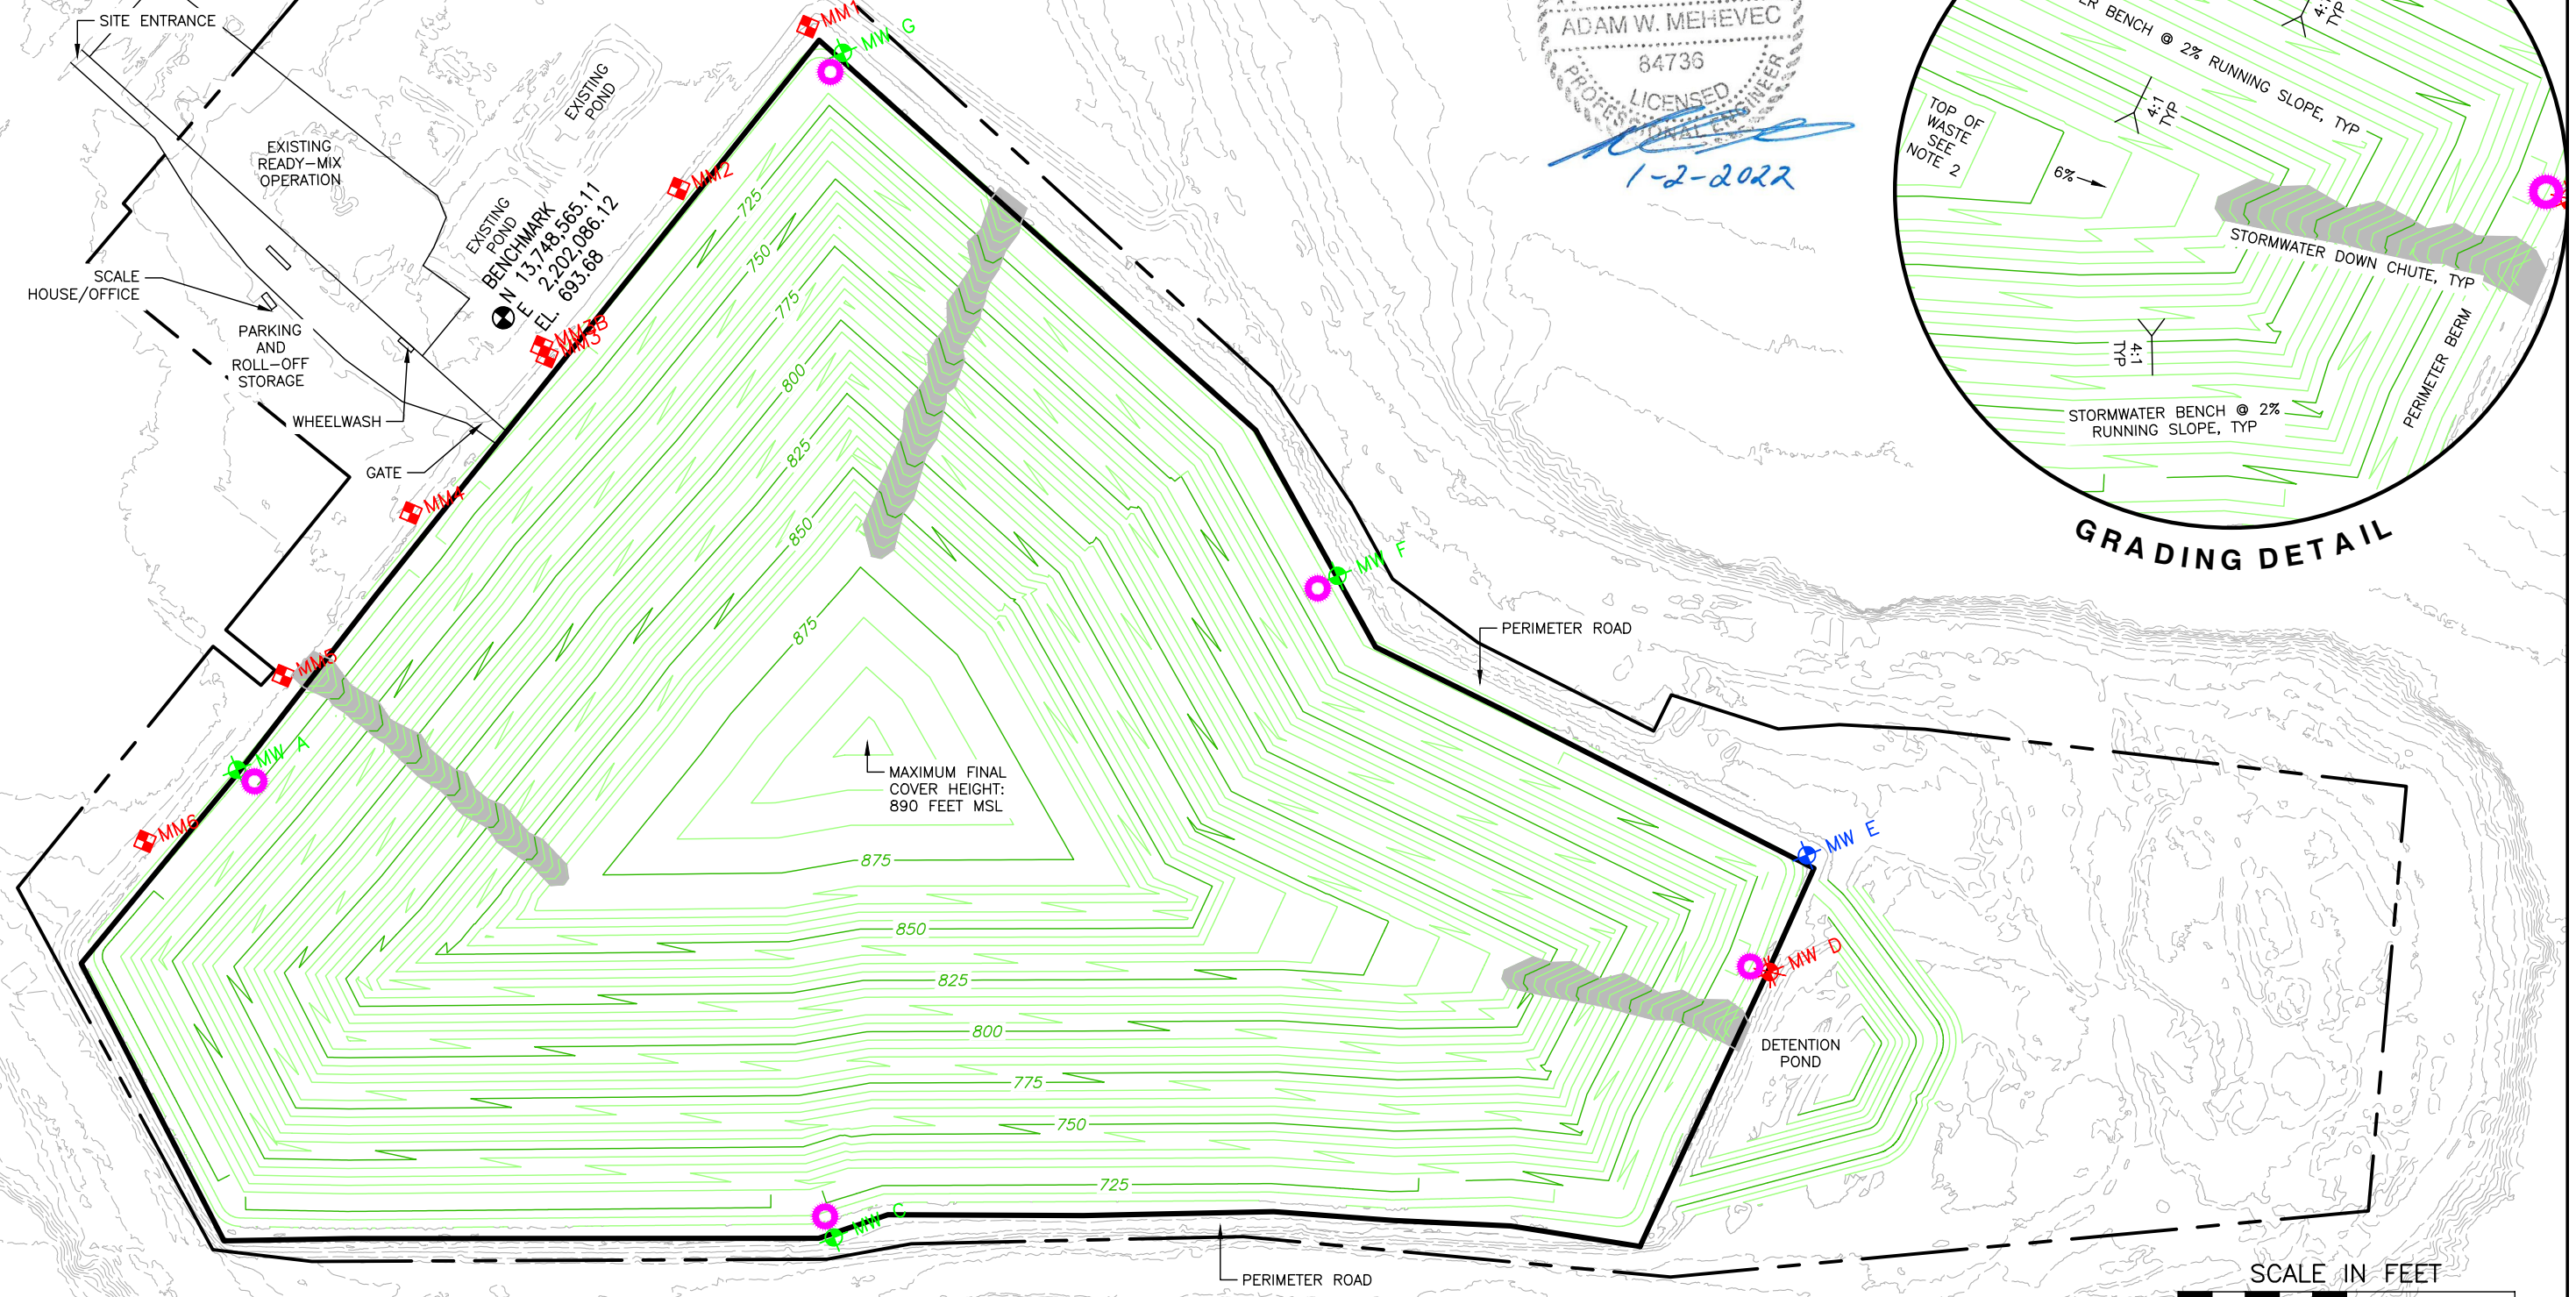 SITE ENTRANCE
EXISTING
READY-MIX
OPERATION
EXISTING
POND
EXISTING
POND
BENCHMARK
N 13,748,565.11
E 2,202,086.12
EL. 693.68
SCALE
HOUSE/OFFICE
PARKING
AND
ROLL-OFF
STORAGE
WHEELWASH
GATE
MM1
MM2
MM3B
MM3
MM4
MM5
MM6
MW G
MW F
MW E
MW D
MW C
MW A
725
750
775
800
825
850
875
MAXIMUM FINAL
COVER HEIGHT:
890 FEET MSL
875
850
825
800
775
750
725
PERIMETER ROAD
DETENTION
POND
PERIMETER ROAD
ADAM W. MEHEVEC
84736
LICENSED
PROFESSIONAL ENGINEER
1-2-2022
ER BENCH @ 2% RUNNING SLOPE, TYP
4:1
TYP
4:1
TYP
TOP OF
WASTE
SEE
NOTE 2
6%
STORMWATER DOWN CHUTE, TYP
4:1
TYP
PERIMETER BERM
STORMWATER BENCH @ 2%
RUNNING SLOPE, TYP
GRADING DETAIL
SCALE IN FEET